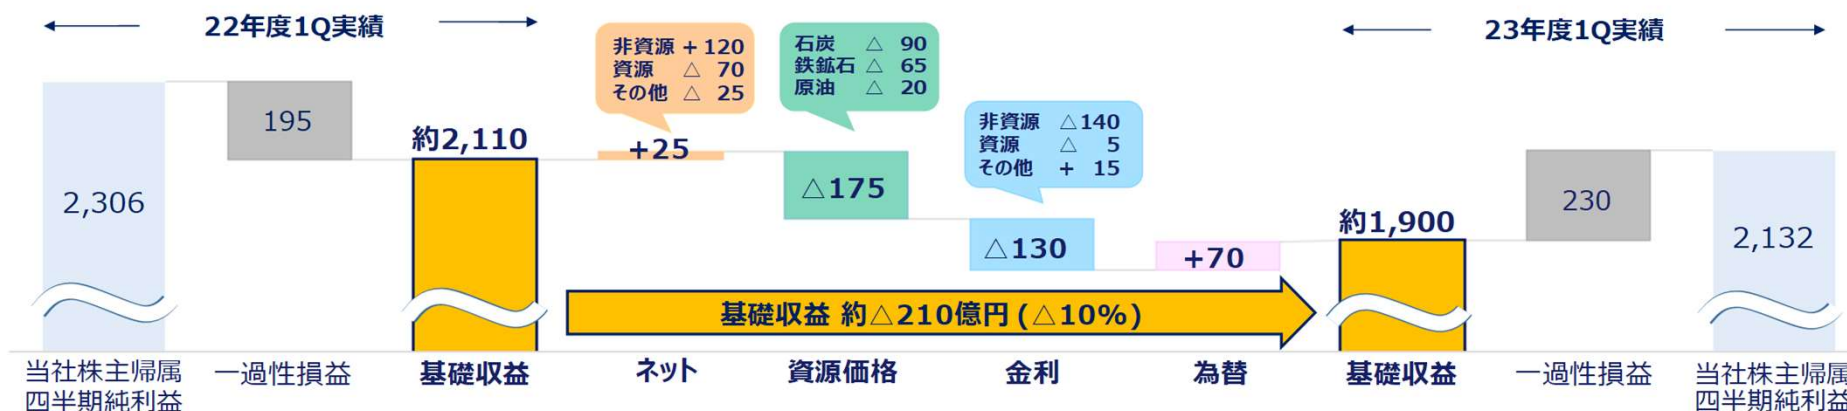 22年度1Q実績
23年度1Q実績
非資源 + 120
資源 △ 70
その他 △ 25
石炭 △ 90
鉄鉱石 △ 65
原油 △ 20
非資源 △140
資源 △ 5
その他 + 15
2,306
195
約2,110
+25
△175
△130
+70
約1,900
230
2,132
基礎収益 約△210億円 (△10%)
当社株主帰属
四半期純利益
一過性損益
基礎収益
ネット
資源価格
金利
為替
基礎収益
一過性損益
当社株主帰属
四半期純利益